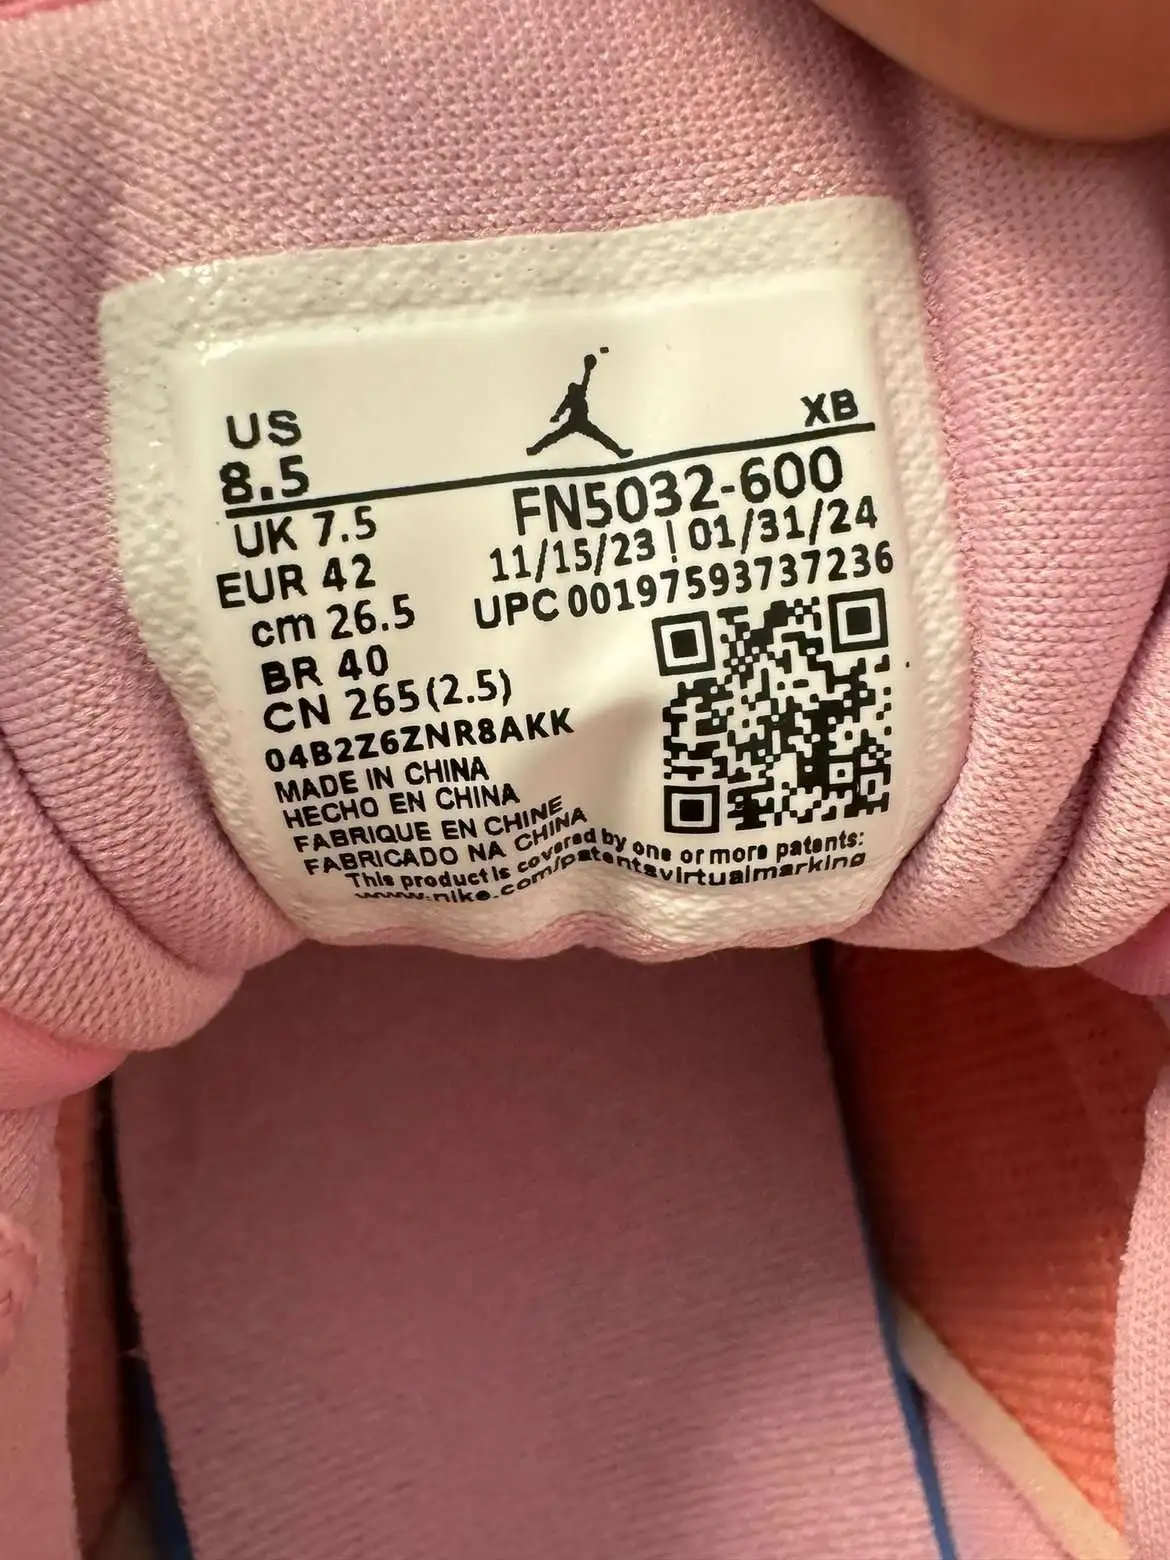 US
8.5
XB
UK 7.5
EUR 42
cm 26.5
BR 40
CN 265(2.5)
04B2Z6ZNR8AKK
MADE IN CHINA
HECHO EN CHINA
FABRIQUE EN CHINE
FABRICADO NA CHINA
FN5032-600
11/15/23 | 01/31/24
UPC 00197593737236
This product is covered by one or more patents:
www.nike.com/patentsvirtualmarking